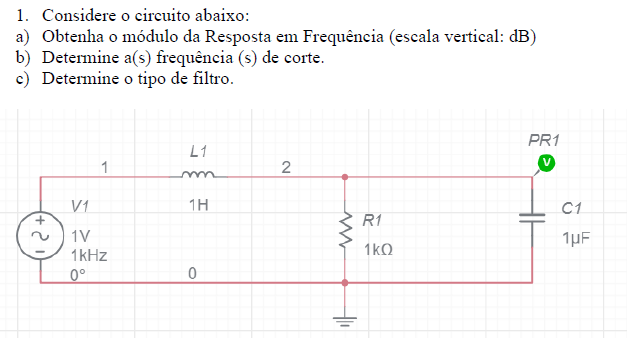 1. Considere o circuito abaixo:
a) Obtenha o módulo da Resposta em Frequência (escala vertical: dB)
b) Determine a(s) frequência (s) de corte.
c) Determine o tipo de filtro.
PR1
V
L1
1
2
V1
1H
C1
R1
1V
1µF
1kΩ
1kHz
0°
0